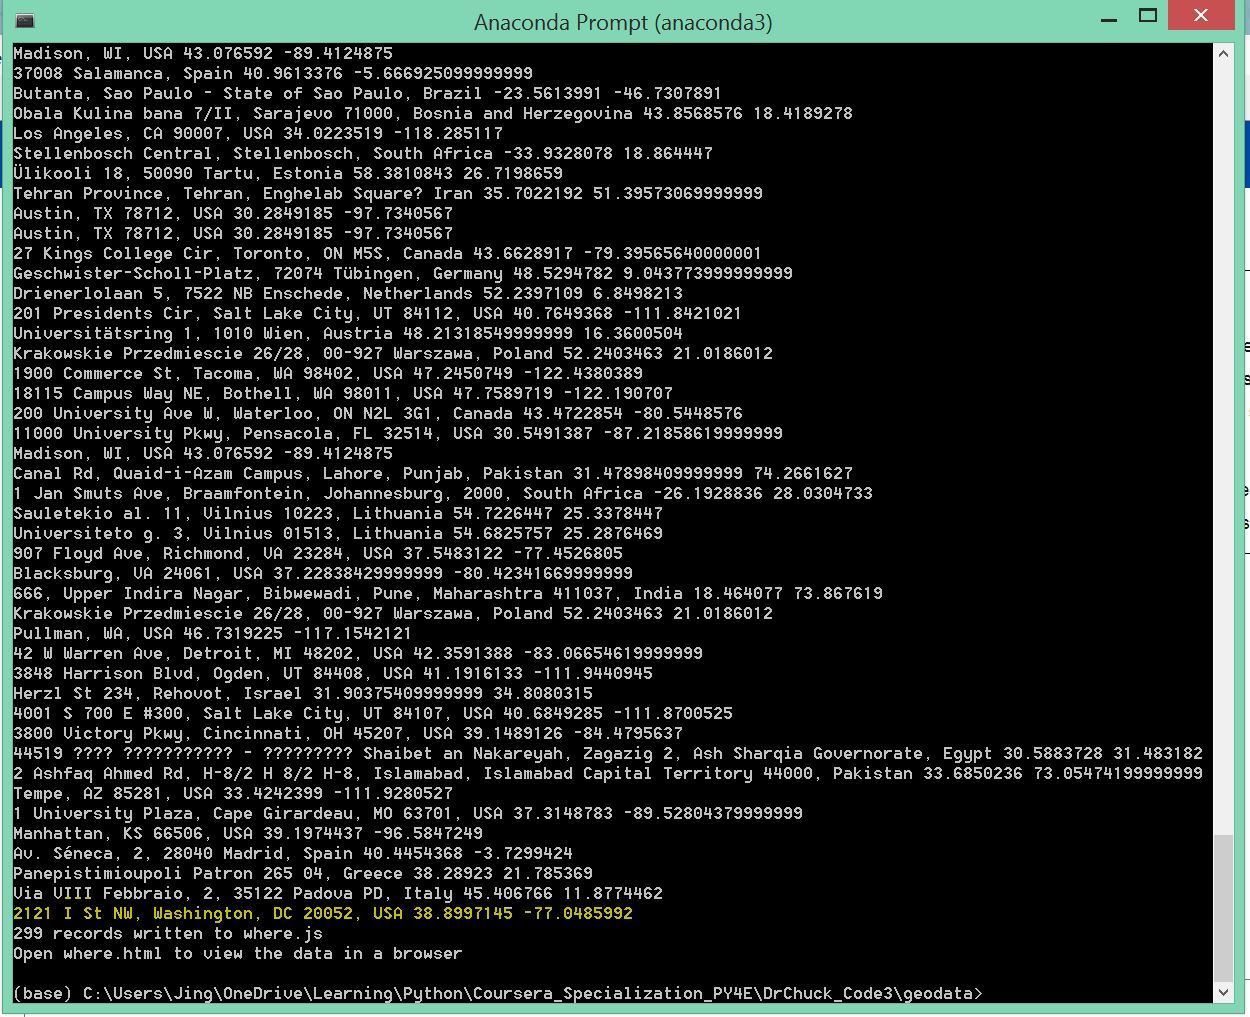 Anaconda Prompt (anaconda3)
Madison, WI, USA 43.076592 -89.4124875
37008 Salamanca, Spain 40.9613376 -5.666925099999999
Butanta, Sao Paulo - State of Sao Paulo, Brazil -23.5613991 -46.7307891
Obala Kulina bana 7/II, Sarajevo 71000, Bosnia and Herzegovina 43.8568576 18.4189278
Los Angeles, CA 90007, USA 34.0223519 -118.285117
Stellenbosch Central, Stellenbosch, South Africa -33.9328078 18.864447
Ülikooli 18, 50090 Tartu, Estonia 58.3810843 26.7198659
Tehran Province, Tehran, Enghelab Square? Iran 35.7022192 51.39573069999999
Austin, TX 78712, USA 30.2849185 -97.7340567
Austin, TX 78712, USA 30.2849185 -97.7340567
27 Kings College Cir, Toronto, ON M5S, Canada 43.6628917 -79.39565640000001
Geschwister-Scholl-Platz, 72074 Tübingen, Germany 48.5294782 9.043773999999999
Drienerlolaan 5, 7522 NB Enschede, Netherlands 52.2397109 6.8498213
201 Presidents Cir, Salt Lake City, UT 84112, USA 40.7649368 -111.8421021
Universitätsring 1, 1010 Wien, Austria 48.21318549999999 16.3600504
Krakowskie Przedmiescie 26/28, 00-927 Warszawa, Poland 52.2403463 21.0186012
1900 Commerce St, Tacoma, WA 98402, USA 47.2450749 -122.4380389
18115 Campus Way NE, Bothell, WA 98011, USA 47.7589719 -122.190707
200 University Ave W, Waterloo, ON N2L 3G1, Canada 43.4722854 -80.5448576
11000 University Pkwy, Pensacola, FL 32514, USA 30.5491387 -87.21858619999999
Madison, WI, USA 43.076592 -89.4124875
Canal Rd, Quaid-i-Azam Campus, Lahore, Punjab, Pakistan 31.47898409999999 74.2661627
1 Jan Smuts Ave, Braamfontein, Johannesburg, 2000, South Africa -26.1928836 28.0304733
Sauletekio al. 11, Vilnius 10223, Lithuania 54.7226447 25.3378447
Universiteto g. 3, Vilnius 01513, Lithuania 54.6825757 25.2876469
907 Floyd Ave, Richmond, VA 23284, USA 37.5483122 -77.4526805
Blacksburg, VA 24061, USA 37.22838429999999 -80.42341669999999
666, Upper Indira Nagar, Bibwewadi, Pune, Maharashtra 411037, India 18.464077 73.867619
Krakowskie Przedmiescie 26/28, 00-927 Warszawa, Poland 52.2403463 21.0186012
Pullman, WA, USA 46.7319225 -117.1542121
42 W Warren Ave, Detroit, MI 48202, USA 42.3591388 -83.06654619999999
3848 Harrison Blvd, Ogden, UT 84408, USA 41.1916133 -111.9440945
Herzl St 234, Rehovot, Israel 31.90375409999999 34.8080315
4001 S 700 E #300, Salt Lake City, UT 84107, USA 40.6849285 -111.8700525
3800 Victory Pkwy, Cincinnati, OH 45207, USA 39.1489126 -84.4795637
44519 ???? ??????????? - ????????? Shaibet an Nakareyah, Zagazig 2, Ash Sharqia Governorate, Egypt 30.5883728 31.483182
2 Ashfaq Ahmed Rd, H-8/2 H 8/2 H-8, Islamabad, Islamabad Capital Territory 44000, Pakistan 33.6850236 73.05474199999999
Tempe, AZ 85281, USA 33.4242399 -111.9280527
1 University Plaza, Cape Girardeau, MO 63701, USA 37.3148783 -89.52804379999999
Manhattan, KS 66506, USA 39.1974437 -96.5847249
Av. Séneca, 2, 28040 Madrid, Spain 40.4454368 -3.7299424
Panepistimioupoli Patron 265 04, Greece 38.28923 21.785369
Via VIII Febbraio, 2, 35122 Padova PD, Italy 45.406766 11.8774462
2121 I St NW, Washington, DC 20052, USA 38.8997145 -77.0485992
299 records written to where.js
Open where.html to view the data in a browser
(base) C:\Users\Jing\OneDrive\Learning\Python\Coursera_Specialization_PY4E\DrChuck_Code3\geodata>